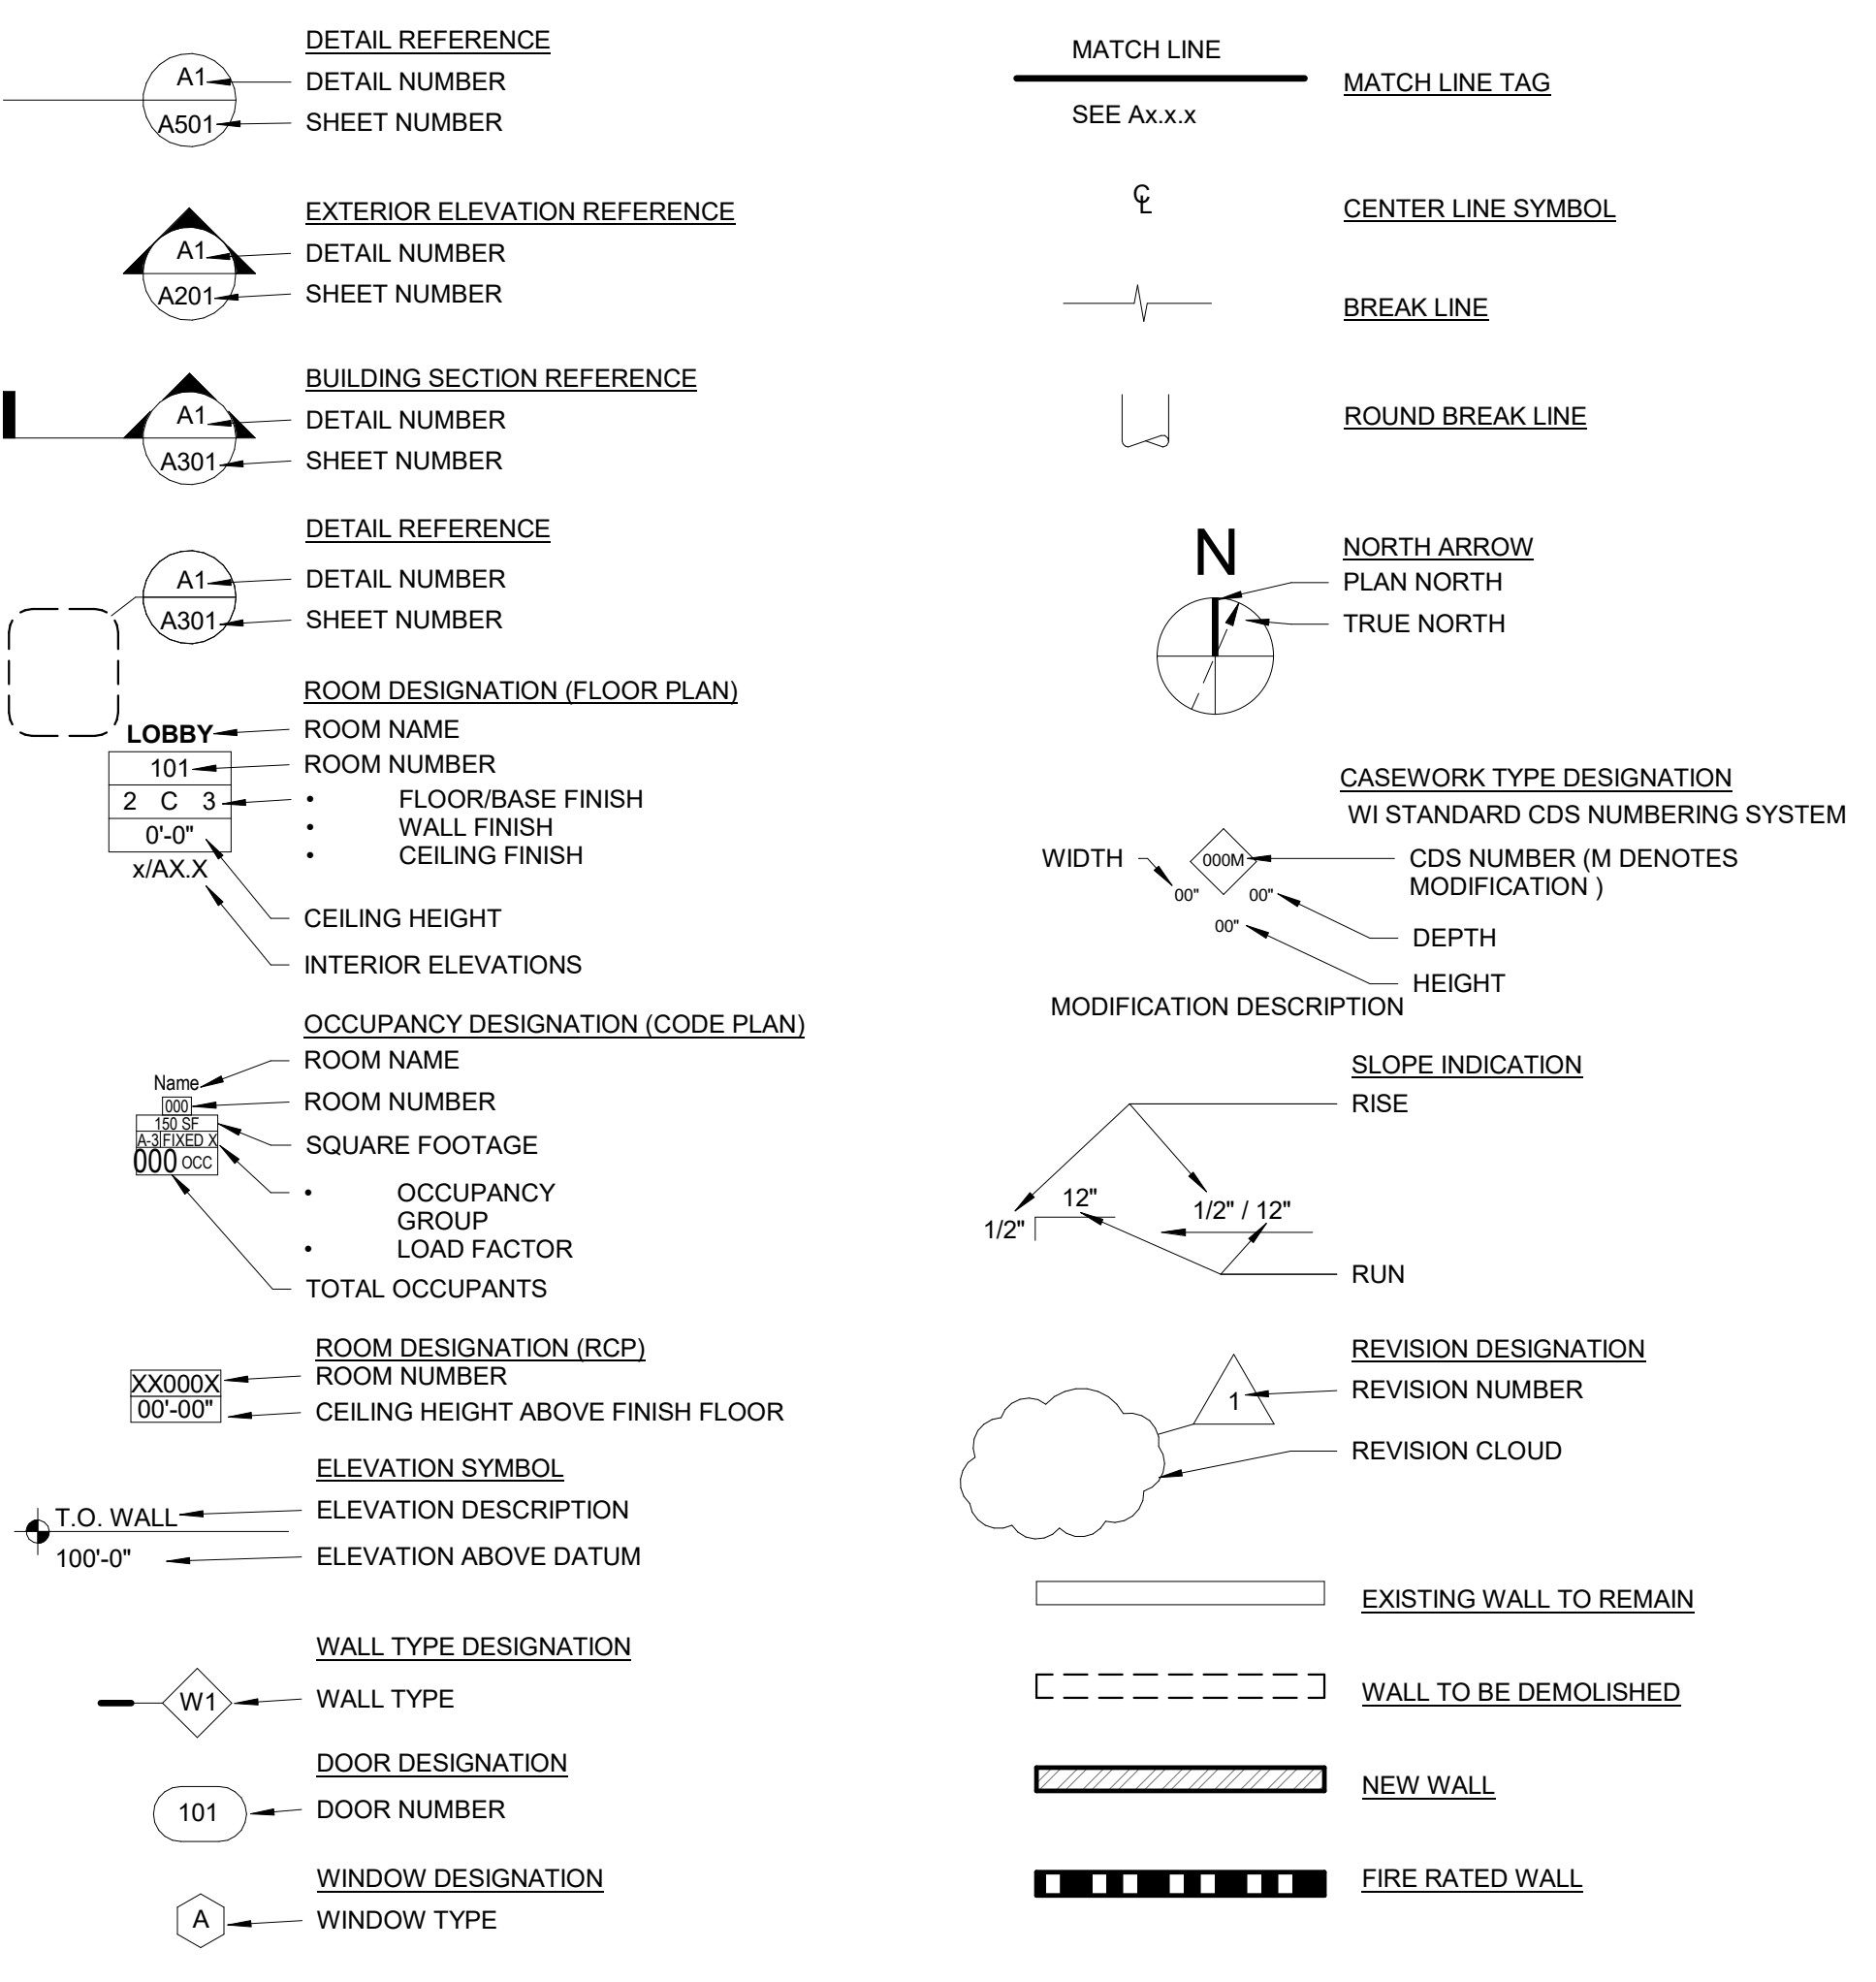 DETAIL REFERENCE
A1
DETAIL NUMBER
A501
SHEET NUMBER
EXTERIOR ELEVATION REFERENCE
A1
DETAIL NUMBER
A201
SHEET NUMBER
BUILDING SECTION REFERENCE
A1
DETAIL NUMBER
A301
SHEET NUMBER
DETAIL REFERENCE
A1
DETAIL NUMBER
A301
SHEET NUMBER
ROOM DESIGNATION (FLOOR PLAN)
LOBBY
ROOM NAME
101
ROOM NUMBER
2 C 3
• FLOOR/BASE FINISH
• WALL FINISH
• CEILING FINISH
0'-0"
x/AX.X
CEILING HEIGHT
INTERIOR ELEVATIONS
OCCUPANCY DESIGNATION (CODE PLAN)
ROOM NAME
Name
000
ROOM NUMBER
150 SF
SQUARE FOOTAGE
A-3 FIXED X
000 OCC
• OCCUPANCY
GROUP
• LOAD FACTOR
TOTAL OCCUPANTS
ROOM DESIGNATION (RCP)
XX000X
ROOM NUMBER
00'-00"
CEILING HEIGHT ABOVE FINISH FLOOR
ELEVATION SYMBOL
T.O. WALL
ELEVATION DESCRIPTION
100'-0"
ELEVATION ABOVE DATUM
WALL TYPE DESIGNATION
W1
WALL TYPE
DOOR DESIGNATION
101
DOOR NUMBER
WINDOW DESIGNATION
A
WINDOW TYPE
MATCH LINE
MATCH LINE TAG
SEE Ax.x.x
℄
CENTER LINE SYMBOL
BREAK LINE
ROUND BREAK LINE
N
NORTH ARROW
PLAN NORTH
TRUE NORTH
CASEWORK TYPE DESIGNATION
WI STANDARD CDS NUMBERING SYSTEM
WIDTH
000M
CDS NUMBER (M DENOTES
MODIFICATION )
00"
00"
00"
DEPTH
HEIGHT
MODIFICATION DESCRIPTION
SLOPE INDICATION
RISE
12"
1/2"
1/2" / 12"
RUN
REVISION DESIGNATION
1
REVISION NUMBER
REVISION CLOUD
EXISTING WALL TO REMAIN
WALL TO BE DEMOLISHED
NEW WALL
FIRE RATED WALL